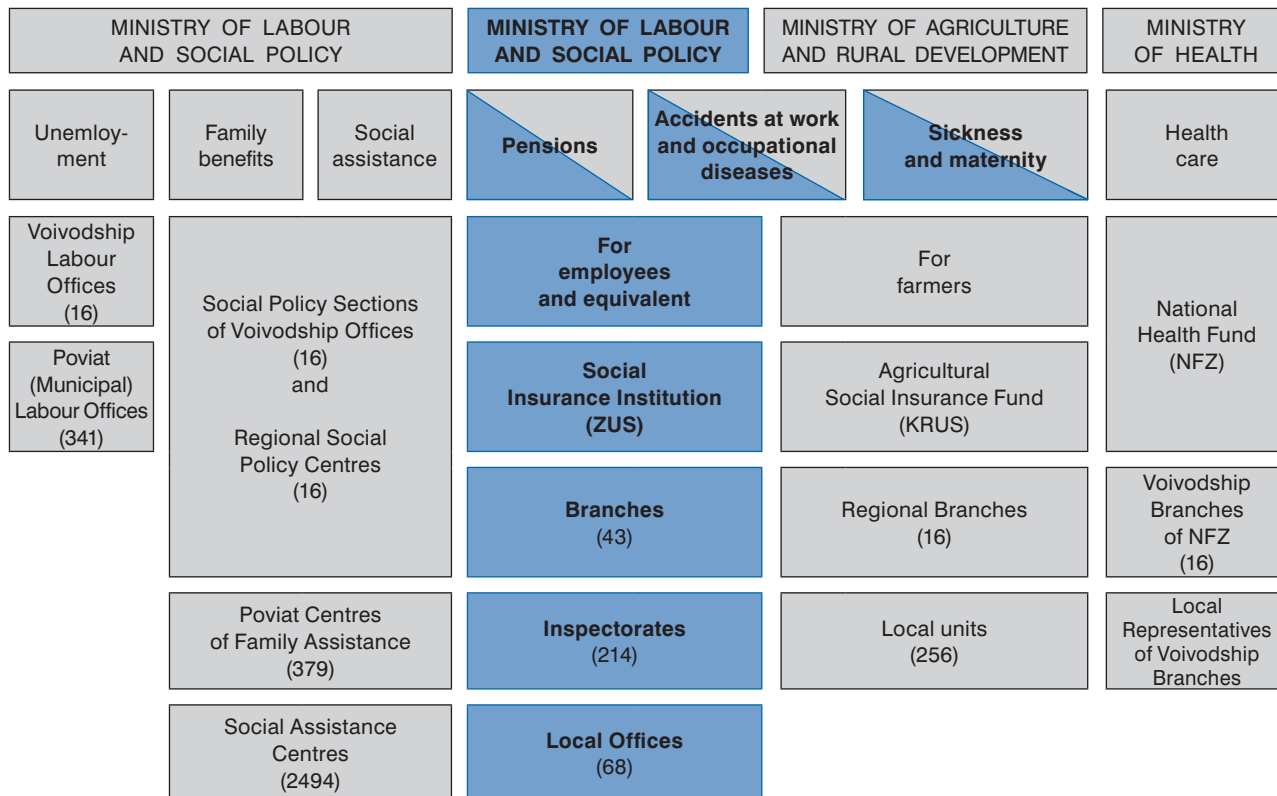 MINISTRY OF LABOUR
AND SOCIAL POLICY
MINISTRY OF LABOUR
AND SOCIAL POLICY
MINISTRY OF AGRICULTURE
AND RURAL DEVELOPMENT
MINISTRY
OF HEALTH
Unemloy-
ment
Family
benefits
Social
assistance
Pensions
Accidents at work
and occupational
diseases
Sickness
and maternity
Health
care
Voivodship
Labour
Offices
(16)
Poviat
(Municipal)
Labour Offices
(341)
Social Policy Sections
of Voivodship Offices
(16)
and
Regional Social
Policy Centres
(16)
Poviat Centres
of Family Assistance
(379)
Social Assistance
Centres
(2494)
For
employees
and equivalent
Social
Insurance Institution
(ZUS)
Branches
(43)
Inspectorates
(214)
Local Offices
(68)
For
farmers
Agricultural
Social Insurance Fund
(KRUS)
Regional Branches
(16)
Local units
(256)
National
Health Fund
(NFZ)
Voivodship
Branches
of NFZ
(16)
Local
Representatives
of Voivodship
Branches